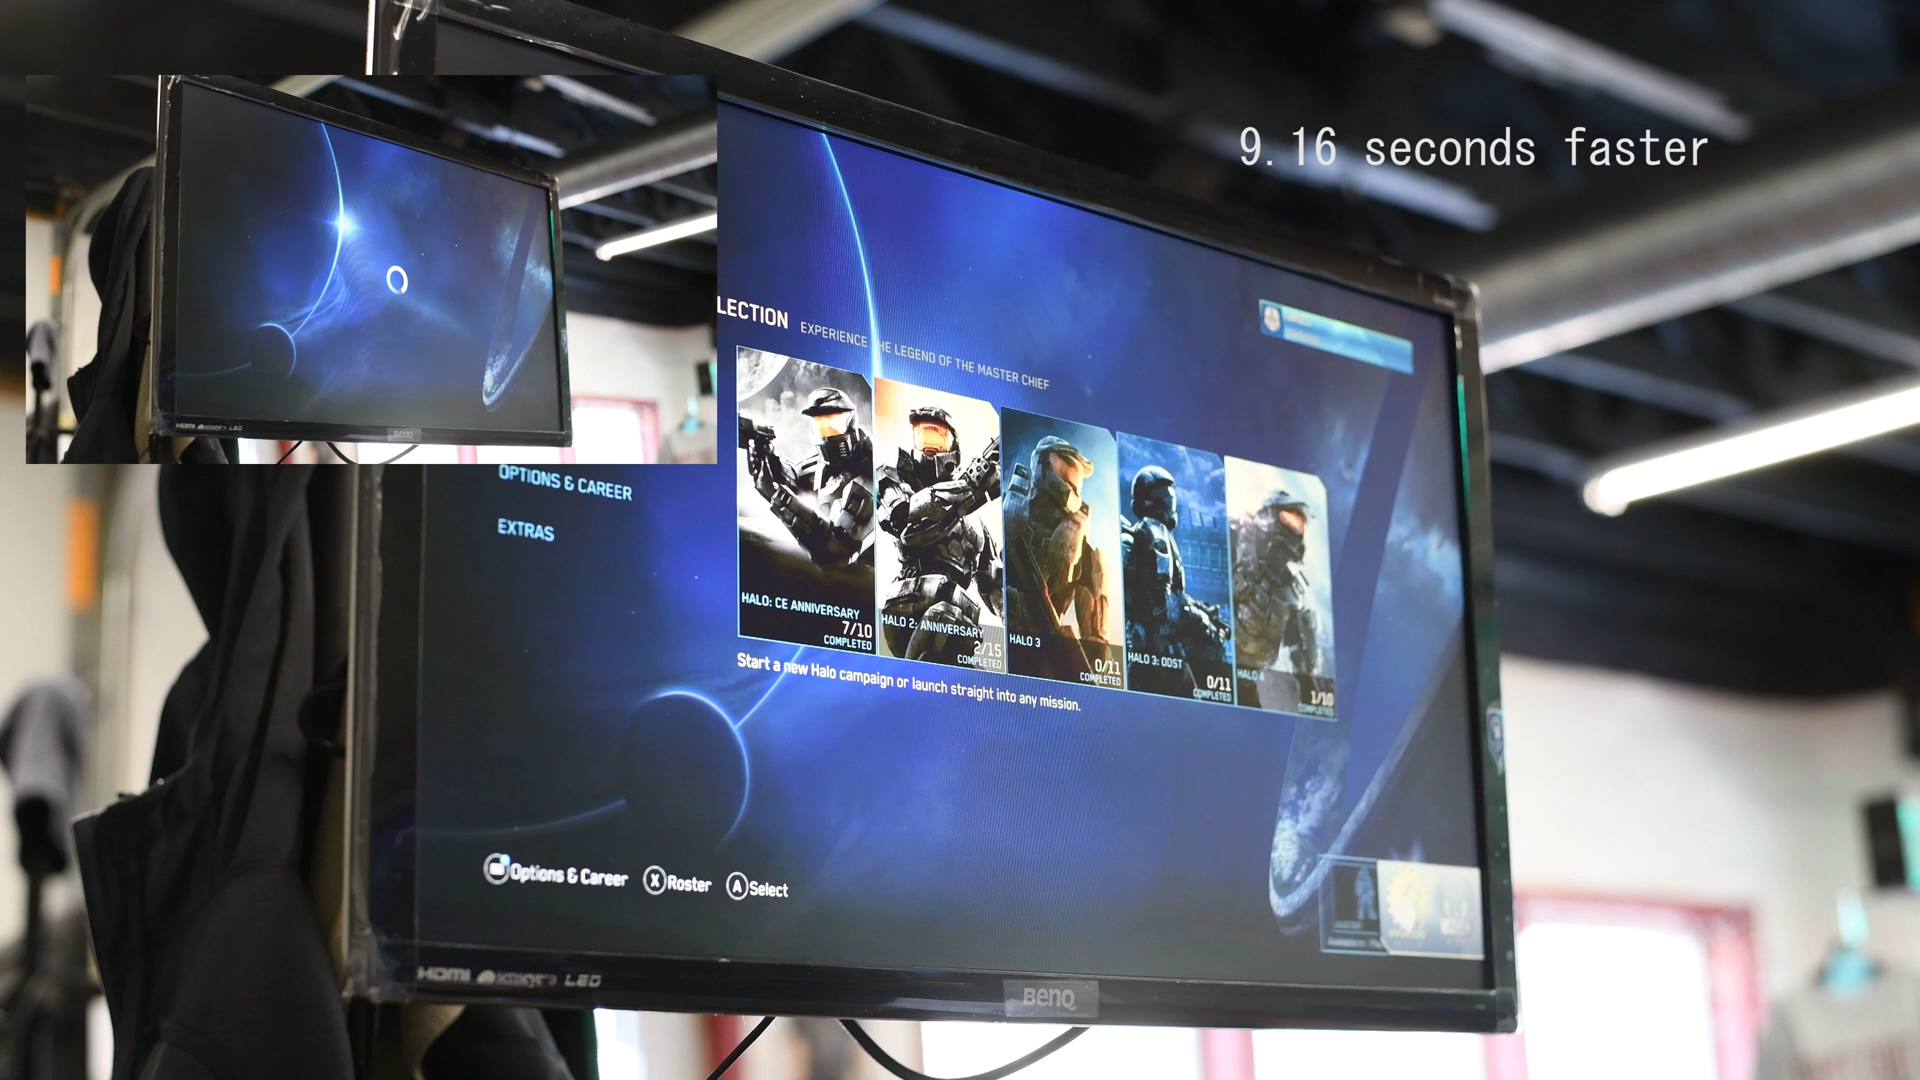 9.16 seconds faster
HDMI
LED
BenQ
LECTION
EXPERIENCE THE LEGEND OF THE MASTER CHIEF
OPTIONS & CAREER
EXTRAS
HALO: CE ANNIVERSARY
7/10
COMPLETED
HALO 2: ANNIVERSARY
2/15
COMPLETED
HALO 3
0/11
COMPLETED
HALO 3: ODST
0/11
COMPLETED
HALO 4
1/10
COMPLETED
Start a new Halo campaign or launch straight into any mission.
Options & Career
X Roster
A Select
HDMI
LED
BenQ